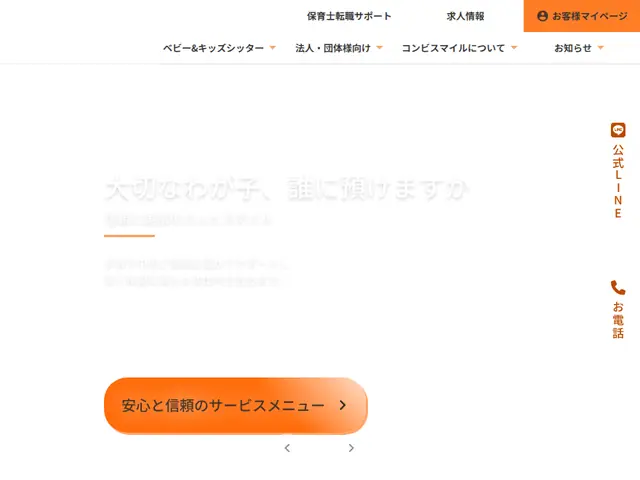 保育士転職サポート
求人情報
お客様マイページ
ベビー&キッズシッター
法人・団体様向け
コンビスマイルについて
お知らせ
公式LINE
大切なわが子、誰に預けますか
お電話
安心と信頼のサービスメニュー